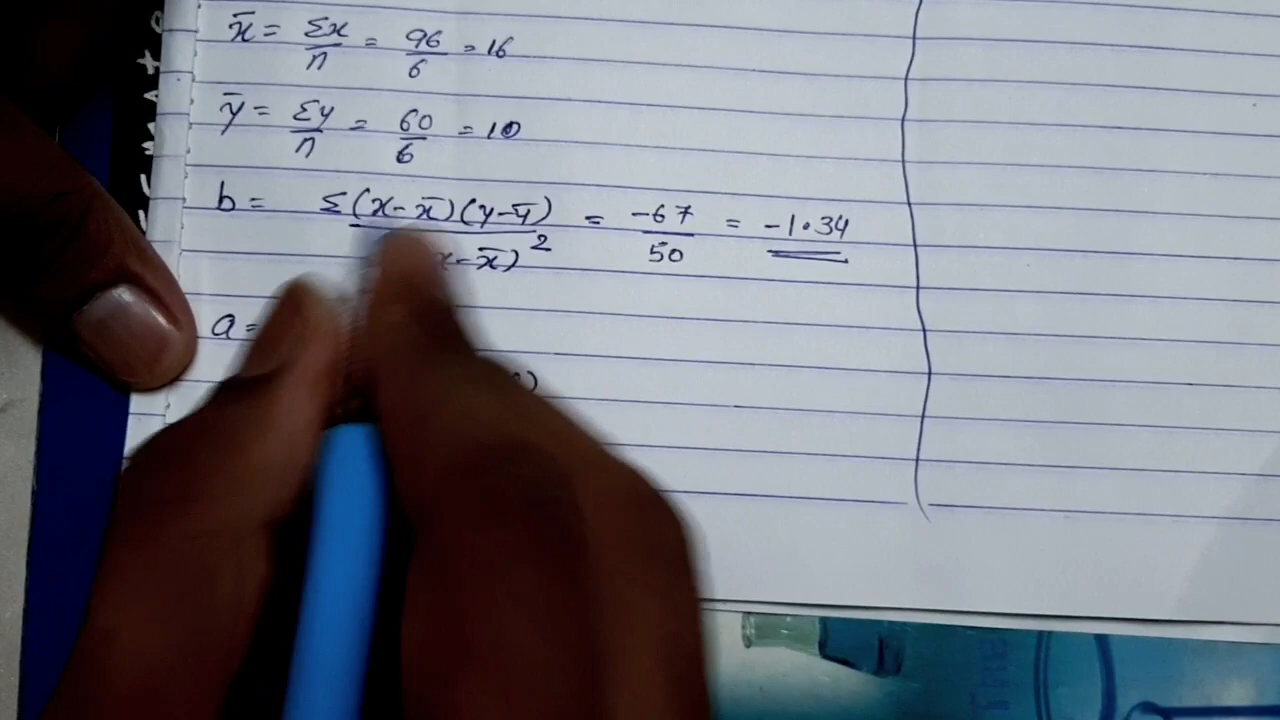 x̄ = Σx/n = 96/6 = 16
ȳ = Σy/n = 60/6 = 10
b = Σ(x-x̄)(y-ȳ)/x-x̄)² = -67/50 = -1.34
a =
)